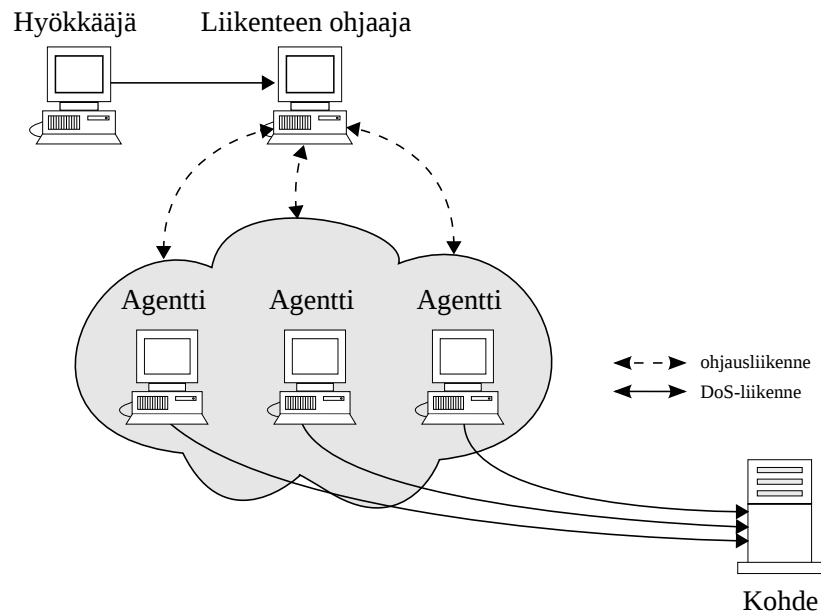 Hyökkääjä
Liikenteen ohjaaja
Agentti
Agentti
Agentti
ohjausliikenne
DoS-liikenne
Kohde